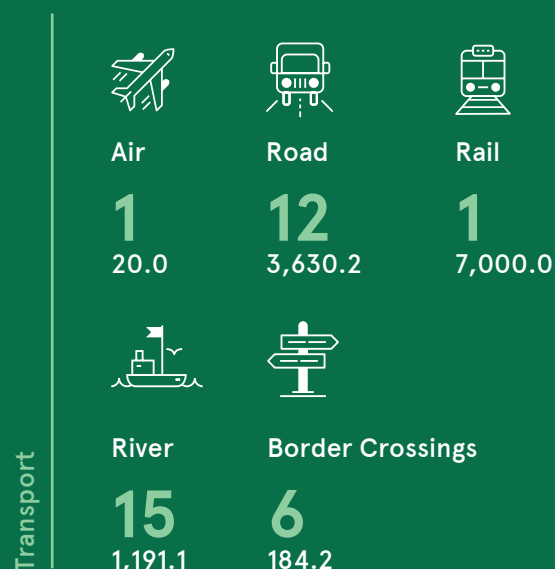 Transport
Air
1
20.0
Road
12
3,630.2
Rail
1
7,000.0
River
15
1,191.1
Border Crossings
6
184.2